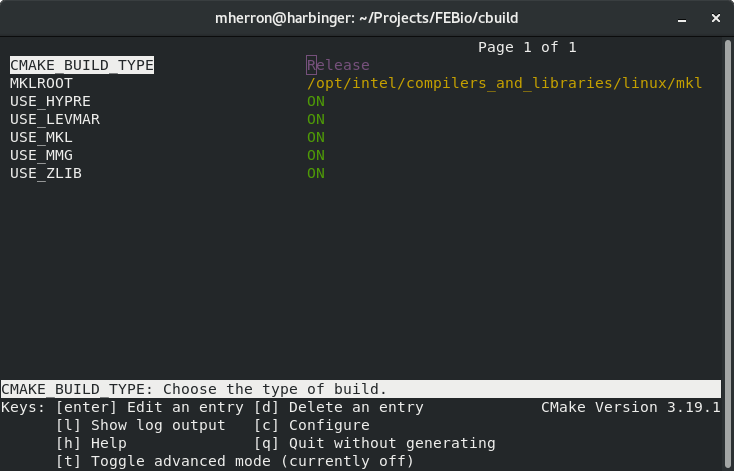 mherron@harbinger: ~/Projects/FEBio/cbuild
Page 1 of 1
CMAKE_BUILD_TYPE Release
MKLROOT /opt/intel/compilers_and_libraries/linux/mkl
USE_HYPRE ON
USE_LEVMAR ON
USE_MKL ON
USE_MMG ON
USE_ZLIB ON
CMAKE_BUILD_TYPE: Choose the type of build.
Keys: [enter] Edit an entry [d] Delete an entry CMake Version 3.19.1
[l] Show log output [c] Configure
[h] Help [q] Quit without generating
[t] Toggle advanced mode (currently off)